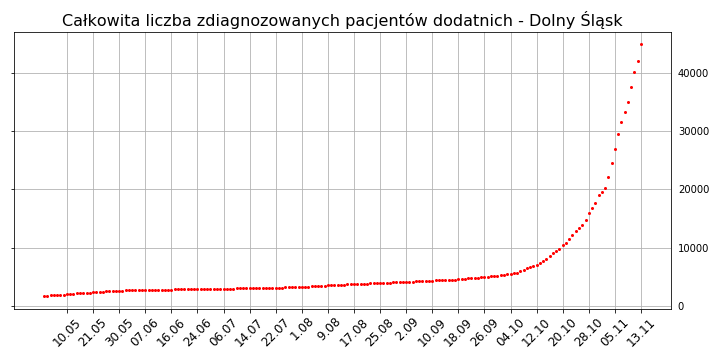 Całkowita liczba zdiagnozowanych pacjentów dodatnich - Dolny Śląsk
40000
30000
20000
10000
0
10.05 21.05 30.05 07.06 16.06 24.06 06.07 14.07 22.07 1.08 9.08 17.08 25.08 2.09 10.09 18.09 26.09 04.10 12.10 20.10 28.10 05.11 13.11